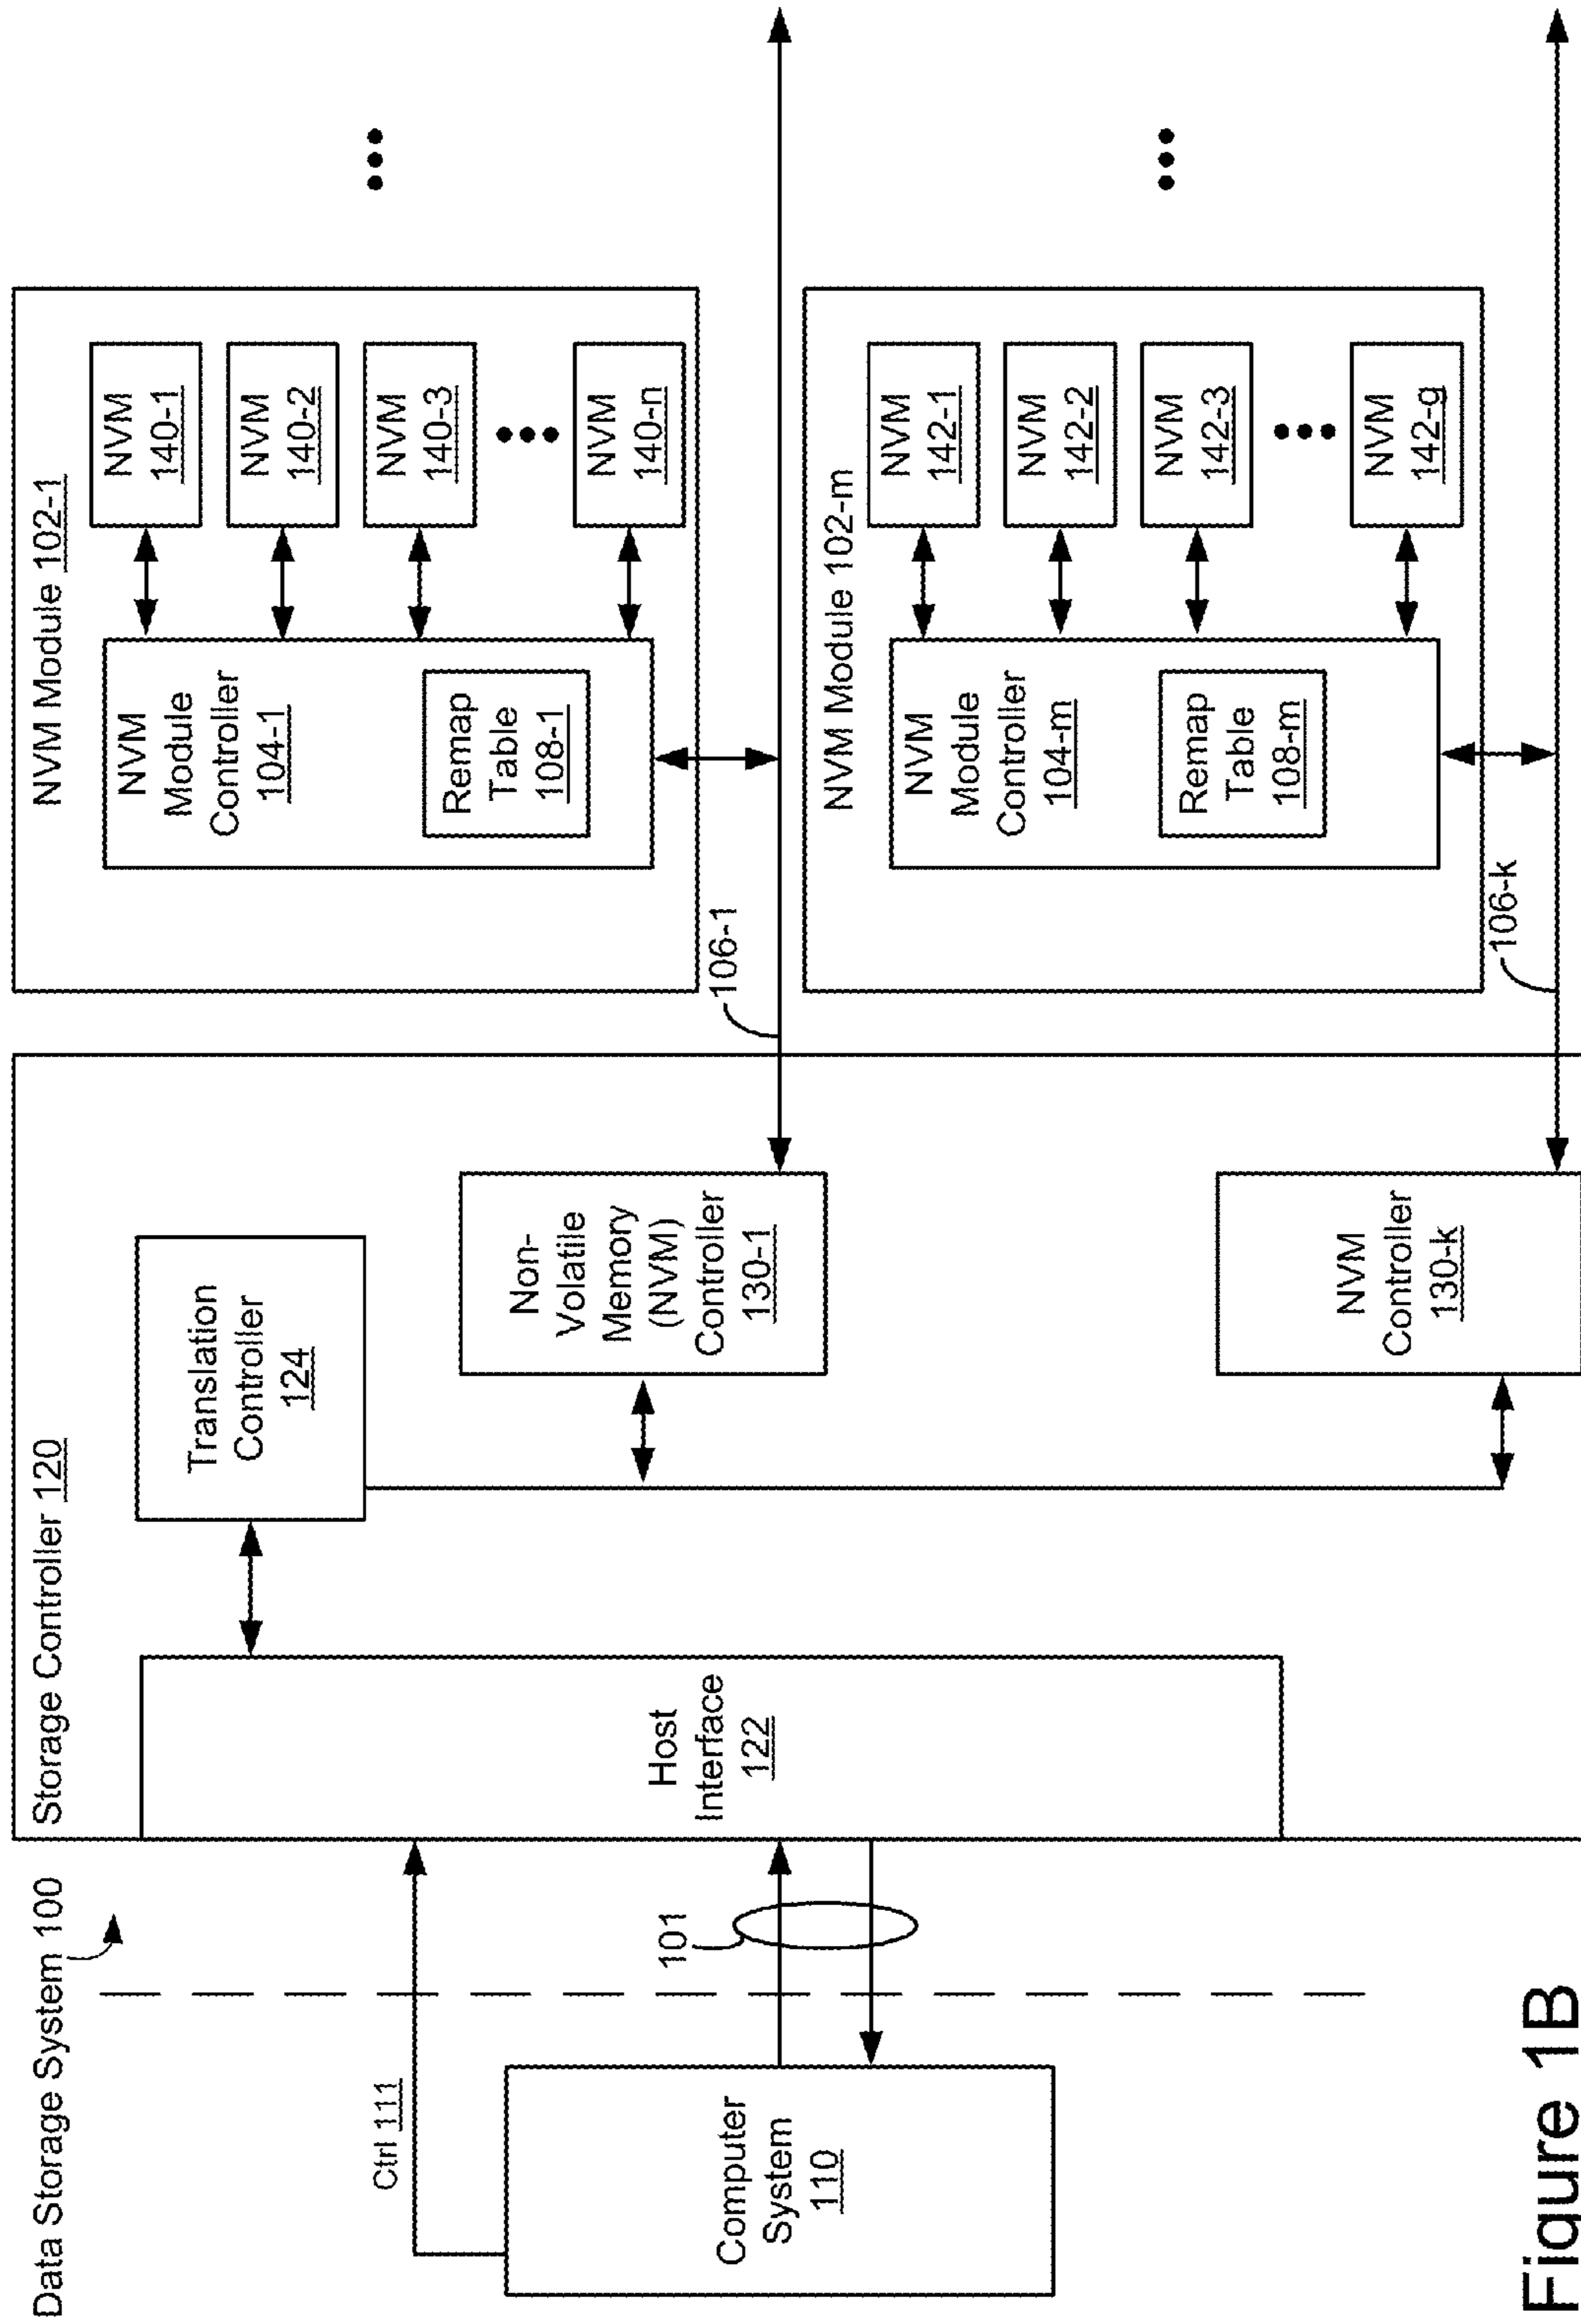 Data Storage System 100
Ctrl 111
Computer
System
110
101
Storage Controller 120
Host
Interface
122
Translation
Controller
124
Non-
Volatile
Memory
(NVM)
Controller
130-1
NVM
Controller
130-k
106-1
106-k
NVM Module 102-1
NVM
Module
Controller
104-1
Remap
Table
108-1
NVM
140-1
NVM
140-2
NVM
140-3
NVM
140-n
NVM Module 102-m
NVM
Module
Controller
104-m
Remap
Table
108-m
NVM
142-1
NVM
142-2
NVM
142-3
NVM
142-g
Figure 1B